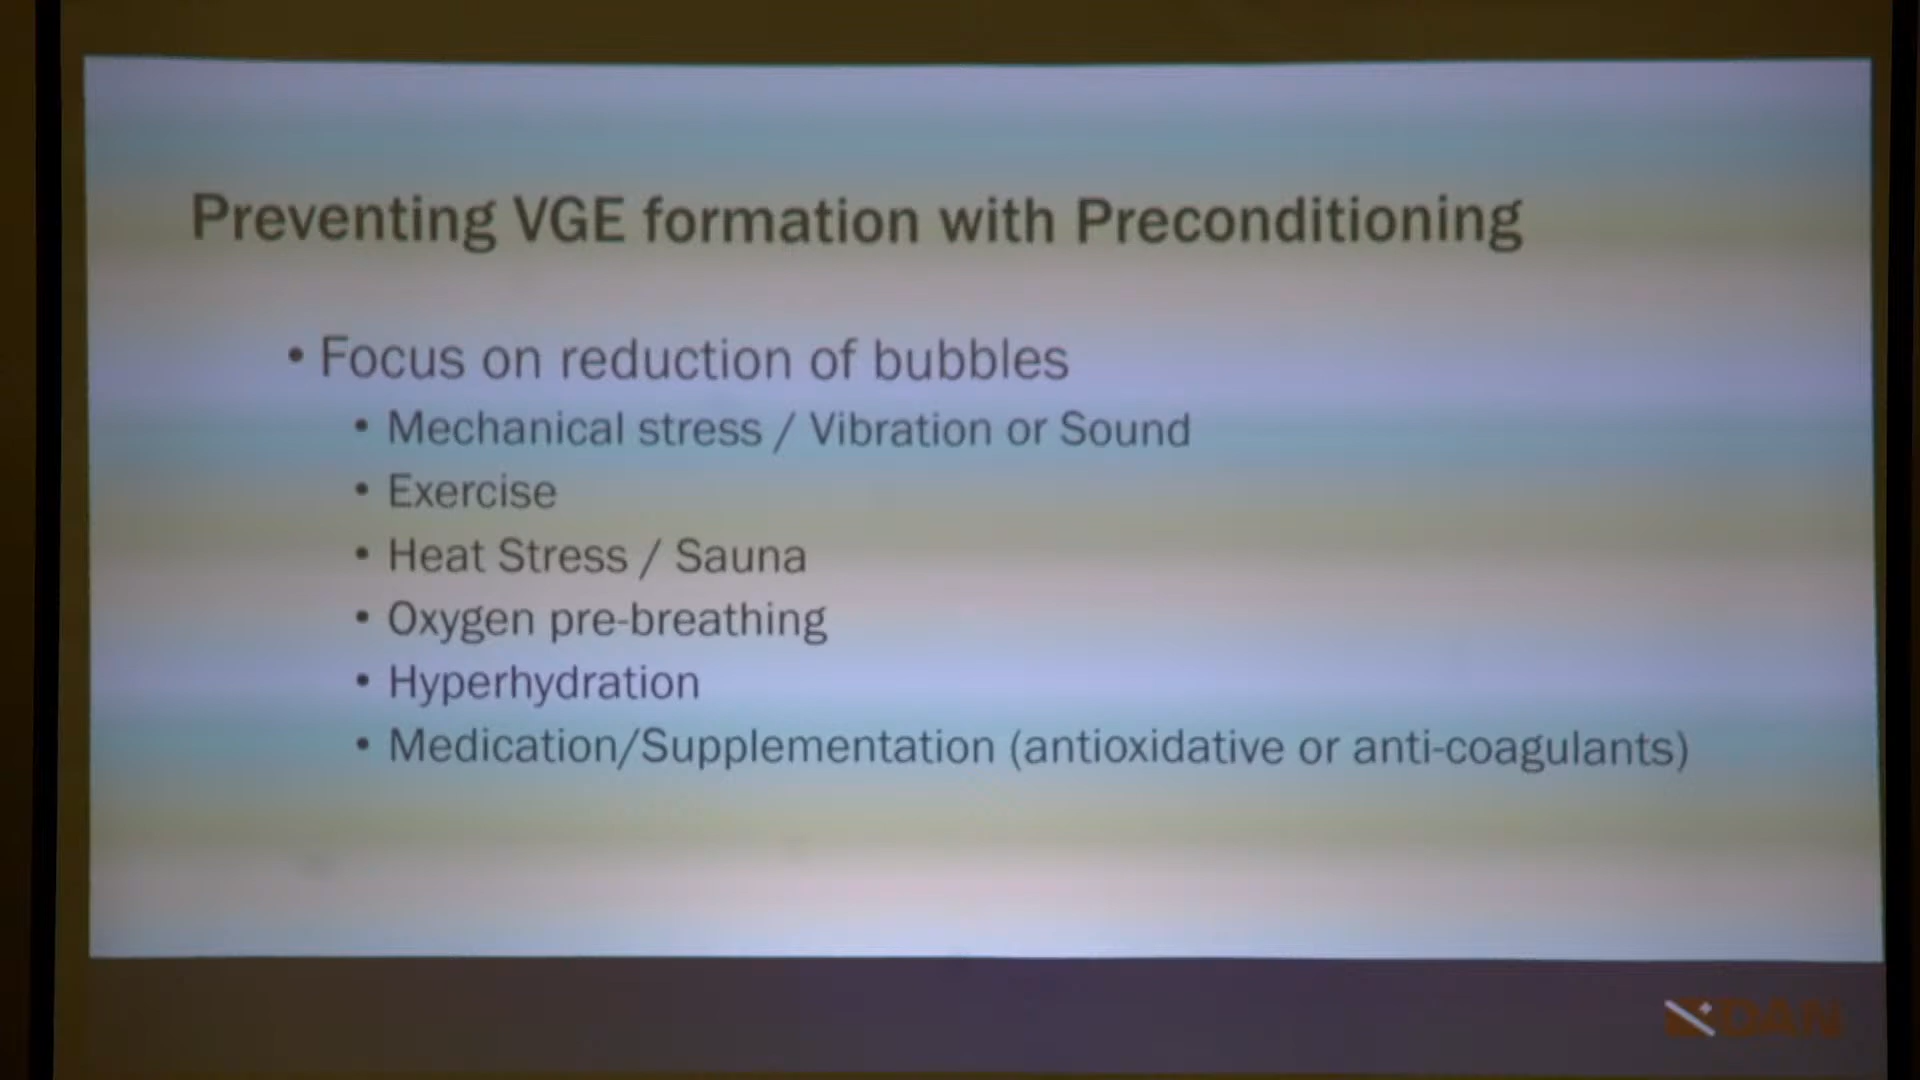 Preventing VGE formation with Preconditioning
• Focus on reduction of bubbles
• Mechanical stress / Vibration or Sound
• Exercise
• Heat Stress / Sauna
• Oxygen pre-breathing
• Hyperhydration
• Medication/Supplementation (antioxidative or anti-coagulants)
DAN